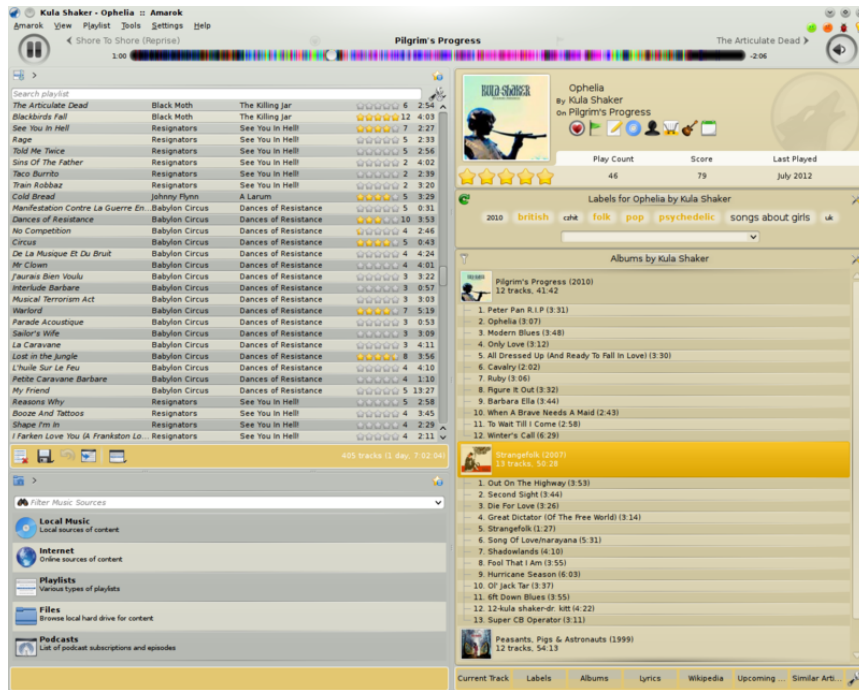 Kula Shaker - Ophelia :: Amarok
Amarok View Playlist Tools Settings Help
Shore To Shore (Reprise) Pilgrim's Progress The Articulate Dead
1:00 -2:06
Search playlist
The Articulate Dead Black Moth The Killing Jar 6 2:54
Blackbirds Fall Black Moth The Killing Jar 12 4:03
See You In Hell Resignators See You In Hell! 7 2:27
Rage Resignators See You In Hell! 5 2:33
Told Me Twice Resignators See You In Hell! 5 2:56
Sins Of The Father Resignators See You In Hell! 2 4:02
Taco Burrito Resignators See You In Hell! 2 2:39
Train Robbaz Resignators See You In Hell! 2 3:20
Cold Bread Johnny Flynn A Larum 5 3:29
Manifestation Contre La Guerre En... Babylon Circus Dances of Resistance 5 0:31
Dances of Resistance Babylon Circus Dances of Resistance 10 3:53
No Competition Babylon Circus Dances of Resistance 4 2:46
Circus Babylon Circus Dances of Resistance 5 0:43
De La Musique Et Du Bruit Babylon Circus Dances of Resistance 4 4:24
Mr Clown Babylon Circus Dances of Resistance 4 4:01
J'aurais Bien Voulu Babylon Circus Dances of Resistance 3 3:22
Interlude Barbare Babylon Circus Dances of Resistance 3 0:57
Musical Terrorism Act Babylon Circus Dances of Resistance 3 3:03
Warlord Babylon Circus Dances of Resistance 7 5:19
Parade Acoustique Babylon Circus Dances of Resistance 3 0:53
Sailor's Wife Babylon Circus Dances of Resistance 3 3:09
La Caravane Babylon Circus Dances of Resistance 3 4:11
Lost in the Jungle Babylon Circus Dances of Resistance 8 3:56
L'huile Sur Le Feu Babylon Circus Dances of Resistance 4 4:10
Petite Caravane Barbare Babylon Circus Dances of Resistance 4 1:10
My Friend Babylon Circus Dances of Resistance 5 13:27
Reasons Why Resignators See You In Hell! 5 2:58
Booze And Tattoos Resignators See You In Hell! 4 3:45
Shape I'm In Resignators See You In Hell! 4 2:29
I Farken Love You (A Frankston Lo... Resignators See You In Hell! 4 2:11
405 tracks (1 day, 7:02:04)
Filter Music Sources
Local Music
Local sources of content
Internet
Online sources of content
Playlists
Various types of playlists
Files
Browse local hard drive for content
Podcasts
List of podcast subscriptions and episodes
KULA SHAKER
Ophelia
By Kula Shaker
On Pilgrim's Progress
Play Count Score Last Played
46 79 July 2012
Labels for Ophelia by Kula Shaker
2010 british cshit folk pop psychedelic songs about girls uk
Albums by Kula Shaker
Pilgrim's Progress (2010)
12 tracks, 41:42
1. Peter Pan R.I.P (3:31)
2. Ophelia (3:07)
3. Modern Blues (3:48)
4. Only Love (3:12)
5. All Dressed Up (And Ready To Fall In Love) (3:30)
6. Cavalry (2:02)
7. Ruby (3:06)
8. Figure It Out (3:32)
9. Barbara Ella (3:44)
10. When A Brave Needs A Maid (2:43)
11. To Wait Till I Come (2:58)
12. Winter's Call (6:29)
Strangefolk (2007)
13 tracks, 50:28
1. Out On The Highway (3:53)
2. Second Sight (3:44)
3. Die For Love (3:26)
4. Great Dictator (Of The Free World) (3:14)
5. Strangefolk (1:27)
6. Song Of Love/narayana (5:31)
7. Shadowlands (4:10)
8. Fool That I Am (3:55)
9. Hurricane Season (6:03)
10. Ol' Jack Tar (3:37)
11. 6ft Down Blues (3:55)
12. 12-kula shaker-dr. kitt (4:22)
13. Super CB Operator (3:11)
Peasants, Pigs & Astronauts (1999)
12 tracks, 54:13
Current Track Labels Albums Lyrics Wikipedia Upcoming ... Similar Arti...